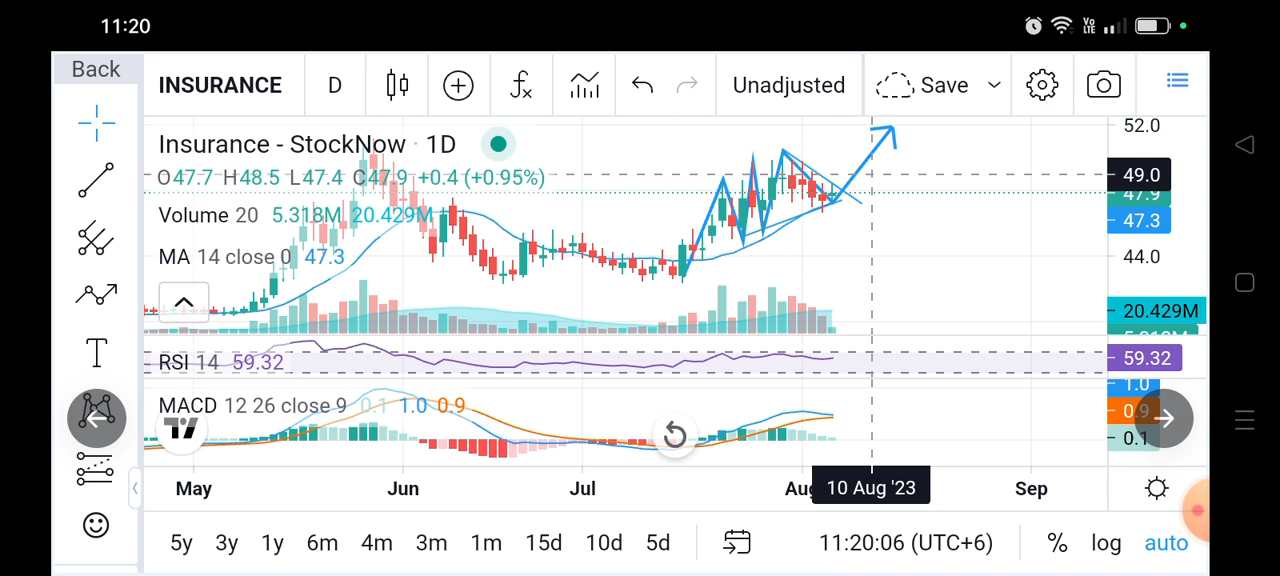 11:20
Vo
LTE
Back
INSURANCE D Unadjusted Save
Insurance - StockNow · 1D
O47.7 H48.5 L47.4 C47.9 +0.4 (+0.95%)
Volume 20 5.318M 20.429M
MA 14 close 0 47.3
52.0
49.0
47.9
47.3
44.0
20.429M
RSI 14 59.32
59.32
MACD 12 26 close 9 0.1 1.0 0.9
1.0
0.9
0.1
May Jun Jul Aug 10 Aug '23 Sep
5y 3y 1y 6m 4m 3m 1m 15d 10d 5d 11:20:06 (UTC+6) % log auto